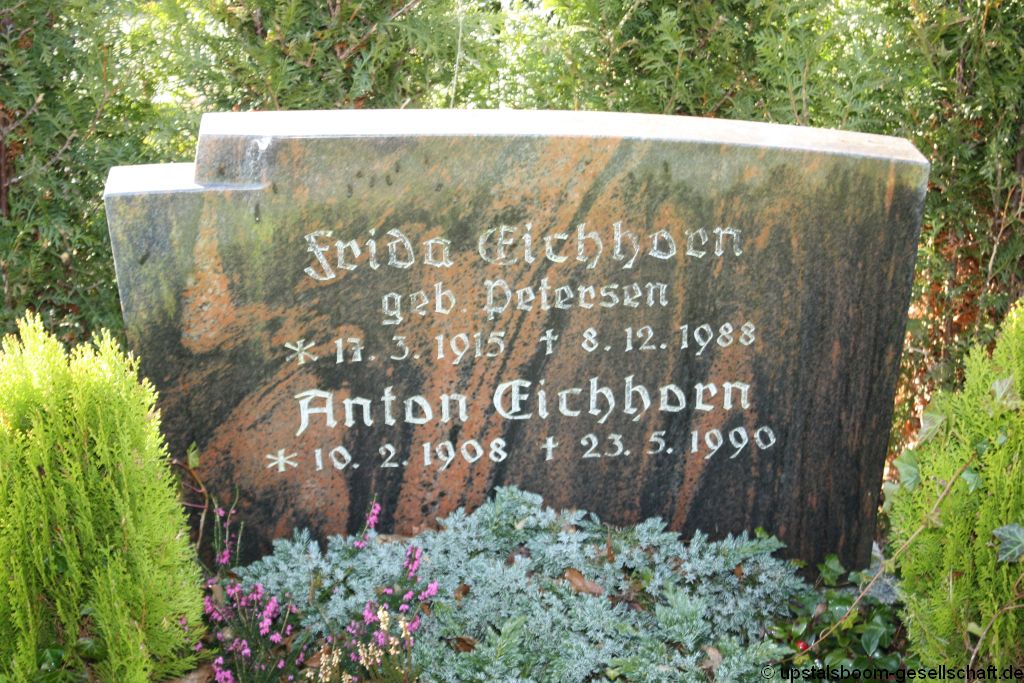 Frida Eichhorn
geb. Petersen
* 17. 3. 1915 † 8. 12. 1988
Anton Eichhorn
* 10. 2. 1908 † 23. 5. 1990
© upstalsboom-gesellschaft.de